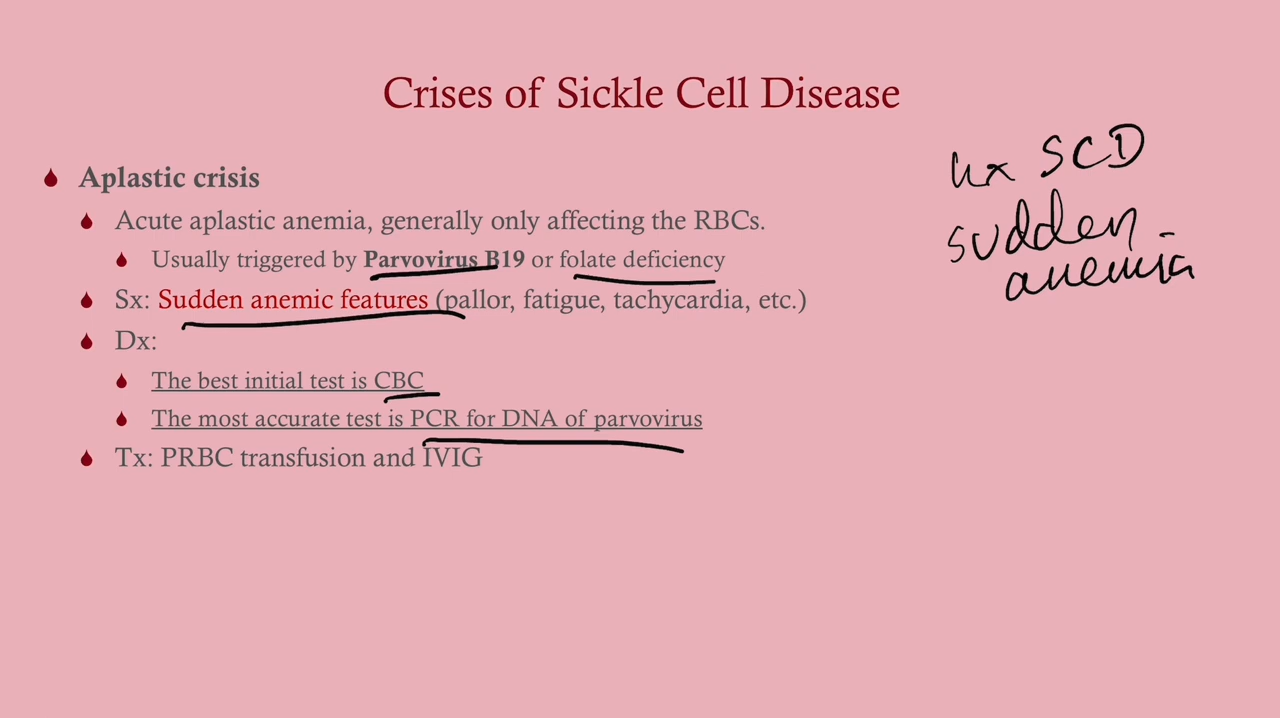 Crises of Sickle Cell Disease
Aplastic crisis
Acute aplastic anemia, generally only affecting the RBCs.
Usually triggered by Parvovirus B19 or folate deficiency
Sx: Sudden anemic features (pallor, fatigue, tachycardia, etc.)
Dx:
The best initial test is CBC
The most accurate test is PCR for DNA of parvovirus
Tx: PRBC transfusion and IVIG
hx SCD
sudden
anemia